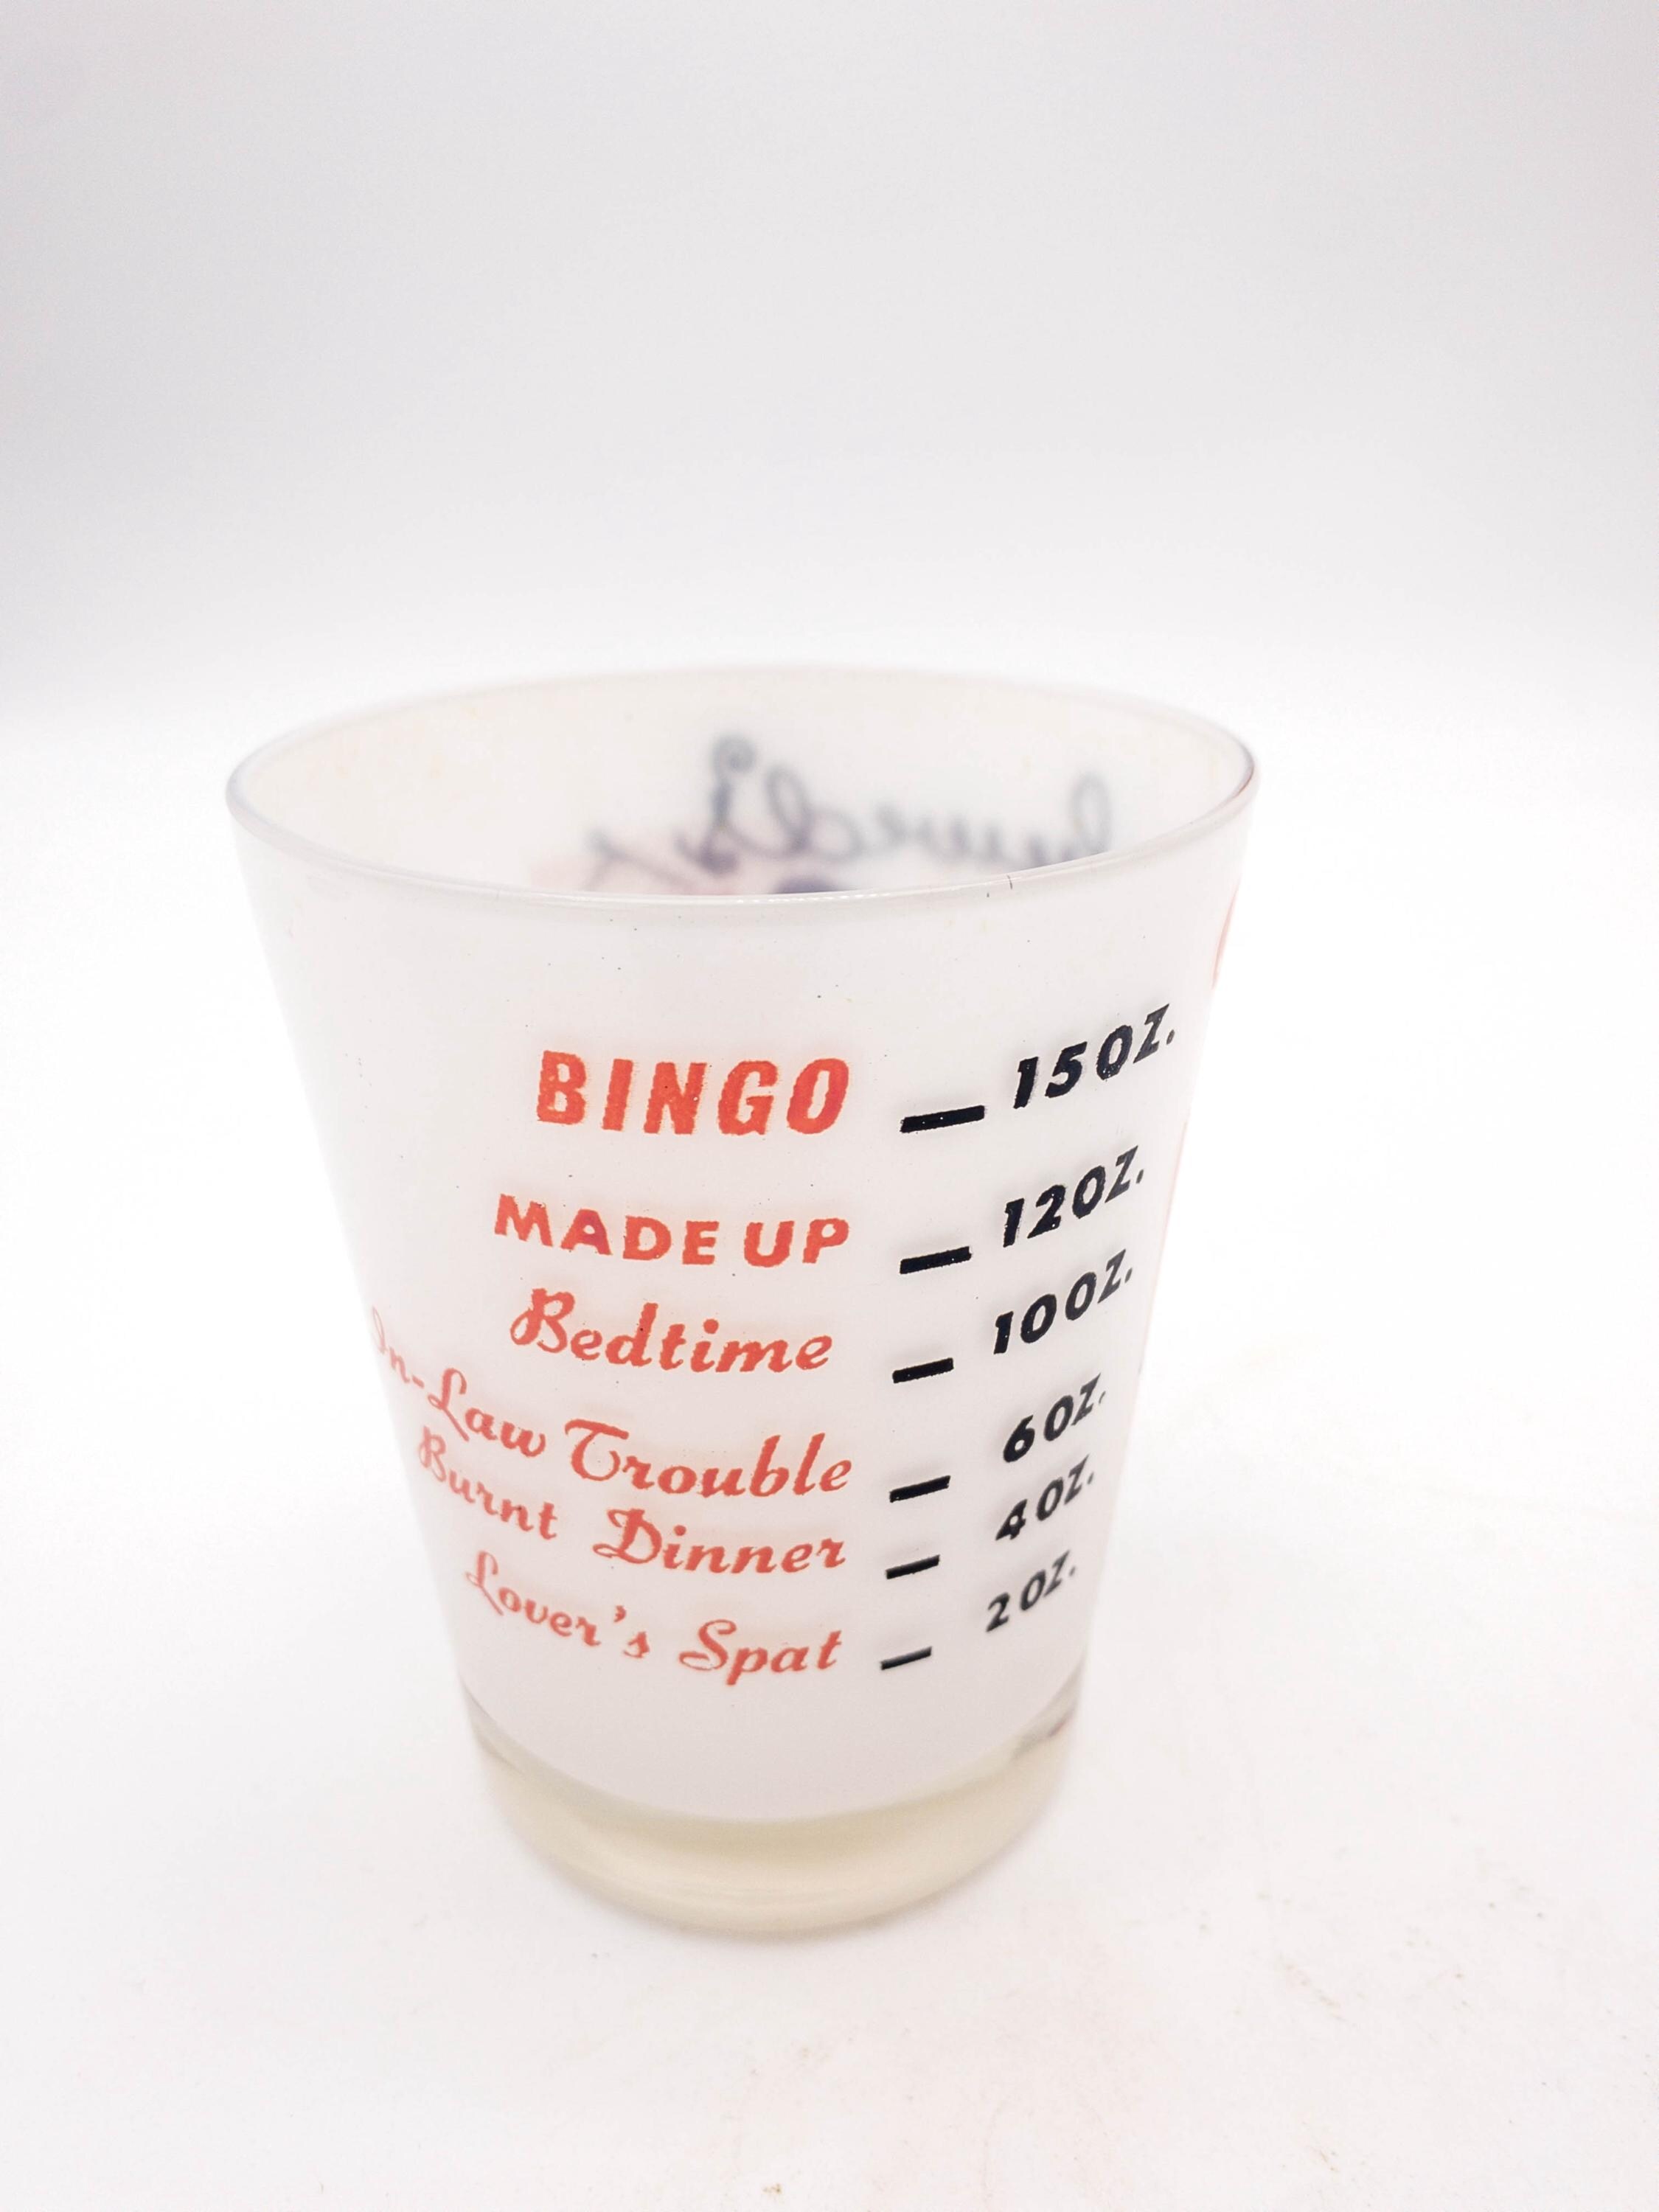 BINGO — 15OZ.
MADE UP — 12OZ.
Bedtime — 10OZ.
In-Law Trouble — 6OZ.
Burnt Dinner — 4OZ.
Lover's Spat — 2OZ.